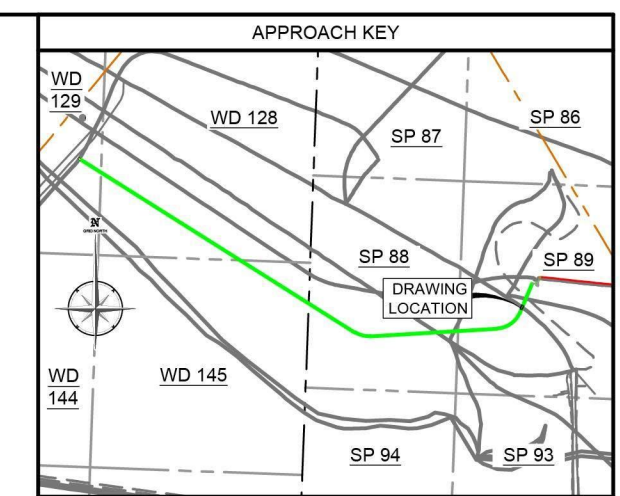 APPROACH KEY
WD
129
WD 128
SP 87
SP 86
N
GRID NORTH
SP 88
SP 89
DRAWING
LOCATION
WD
144
WD 145
SP 94
SP 93